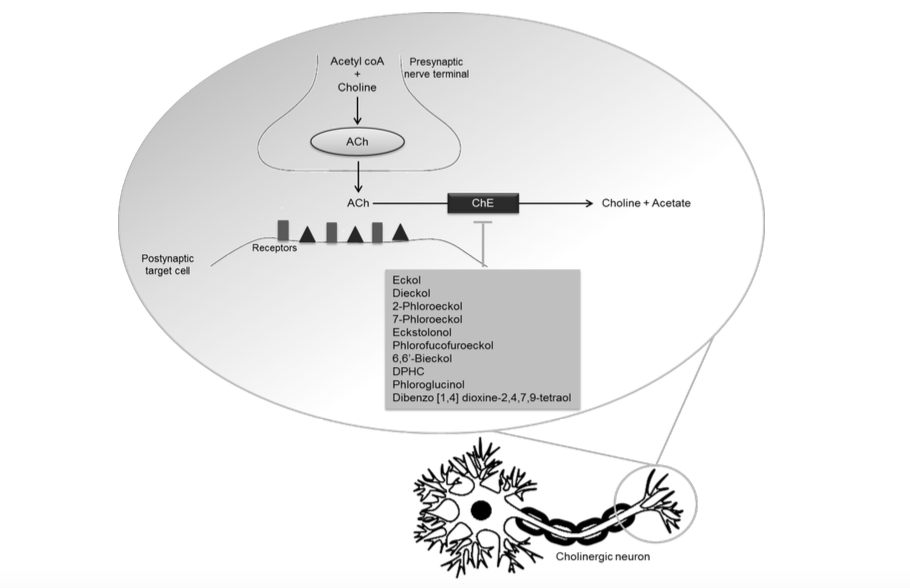 Acetyl coA
+
Choline
Presynaptic
nerve terminal
ACh
ACh
ChE
Choline + Acetate
Receptors
Postynaptic
target cell
Eckol
Dieckol
2-Phloroeckol
7-Phloroeckol
Eckstolonol
Phlorofucofuroeckol
6,6'-Bieckol
DPHC
Phloroglucinol
Dibenzo [1,4] dioxine-2,4,7,9-tetraol
Cholinergic neuron